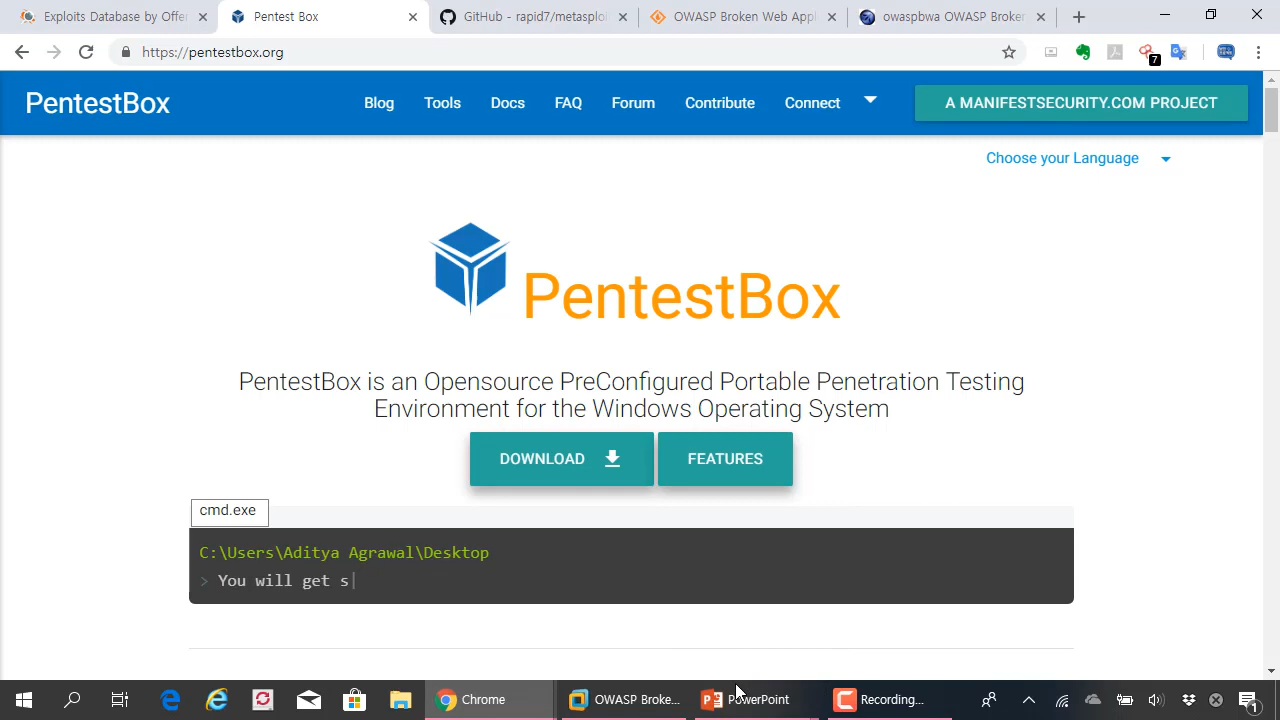 Exploits Database by Offer
Pentest Box
GitHub - rapid7/metasploi
OWASP Broken Web Appl
owaspbwa OWASP Broker
https://pentestbox.org
7
PentestBox
Blog
Tools
Docs
FAQ
Forum
Contribute
Connect
A MANIFESTSECURITY.COM PROJECT
Choose your Language
PentestBox
PentestBox is an Opensource PreConfigured Portable Penetration Testing
Environment for the Windows Operating System
DOWNLOAD
FEATURES
cmd.exe
C:\Users\Aditya Agrawal\Desktop
> You will get s
Chrome
OWASP Broke...
PowerPoint
Recording...
1